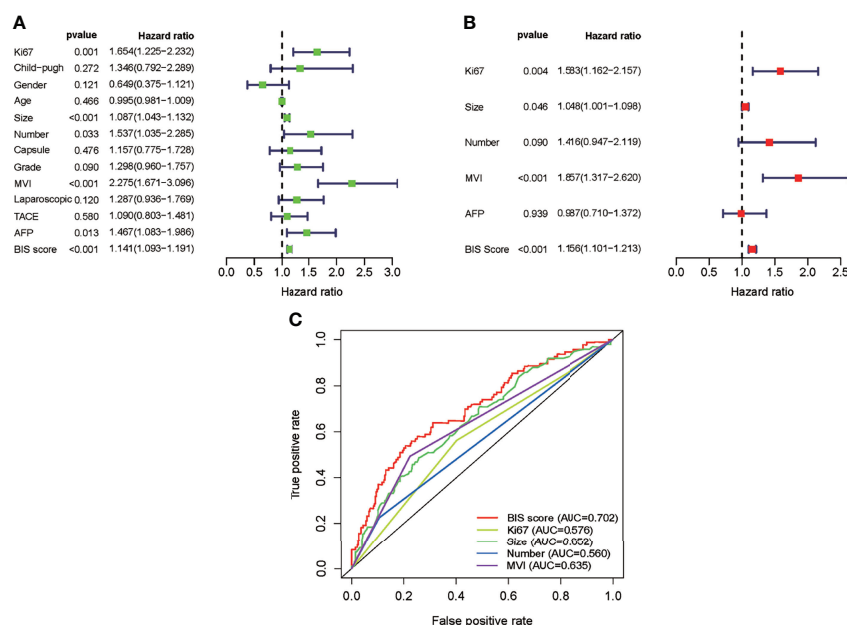 A
pvalue Hazard ratio
Ki67 0.001 1.654(1.225−2.232)
Child−pugh 0.272 1.346(0.792−2.289)
Gender 0.121 0.649(0.375−1.121)
Age 0.466 0.995(0.981−1.009)
Size <0.001 1.087(1.043−1.132)
Number 0.033 1.537(1.035−2.285)
Capsule 0.476 1.157(0.775−1.728)
Grade 0.090 1.298(0.960−1.757)
MVI <0.001 2.275(1.671−3.096)
Laparoscopic 0.120 1.287(0.936−1.769)
TACE 0.580 1.090(0.803−1.481)
AFP 0.013 1.467(1.083−1.986)
BIS score <0.001 1.141(1.093−1.191)
0.0 0.5 1.0 1.5 2.0 2.5 3.0
Hazard ratio
B
pvalue Hazard ratio
Ki67 0.004 1.583(1.162−2.157)
Size 0.046 1.048(1.001−1.098)
Number 0.090 1.416(0.947−2.119)
MVI <0.001 1.857(1.317−2.620)
AFP 0.939 0.987(0.710−1.372)
BIS Score <0.001 1.156(1.101−1.213)
0.0 0.5 1.0 1.5 2.0 2.5
Hazard ratio
C
True positive rate
1.0
0.8
0.6
0.4
0.2
0.0
BIS score (AUC=0.702)
Ki67 (AUC=0.576)
Size (AUC=0.652)
Number (AUC=0.560)
MVI (AUC=0.635)
0.0 0.2 0.4 0.6 0.8 1.0
False positive rate